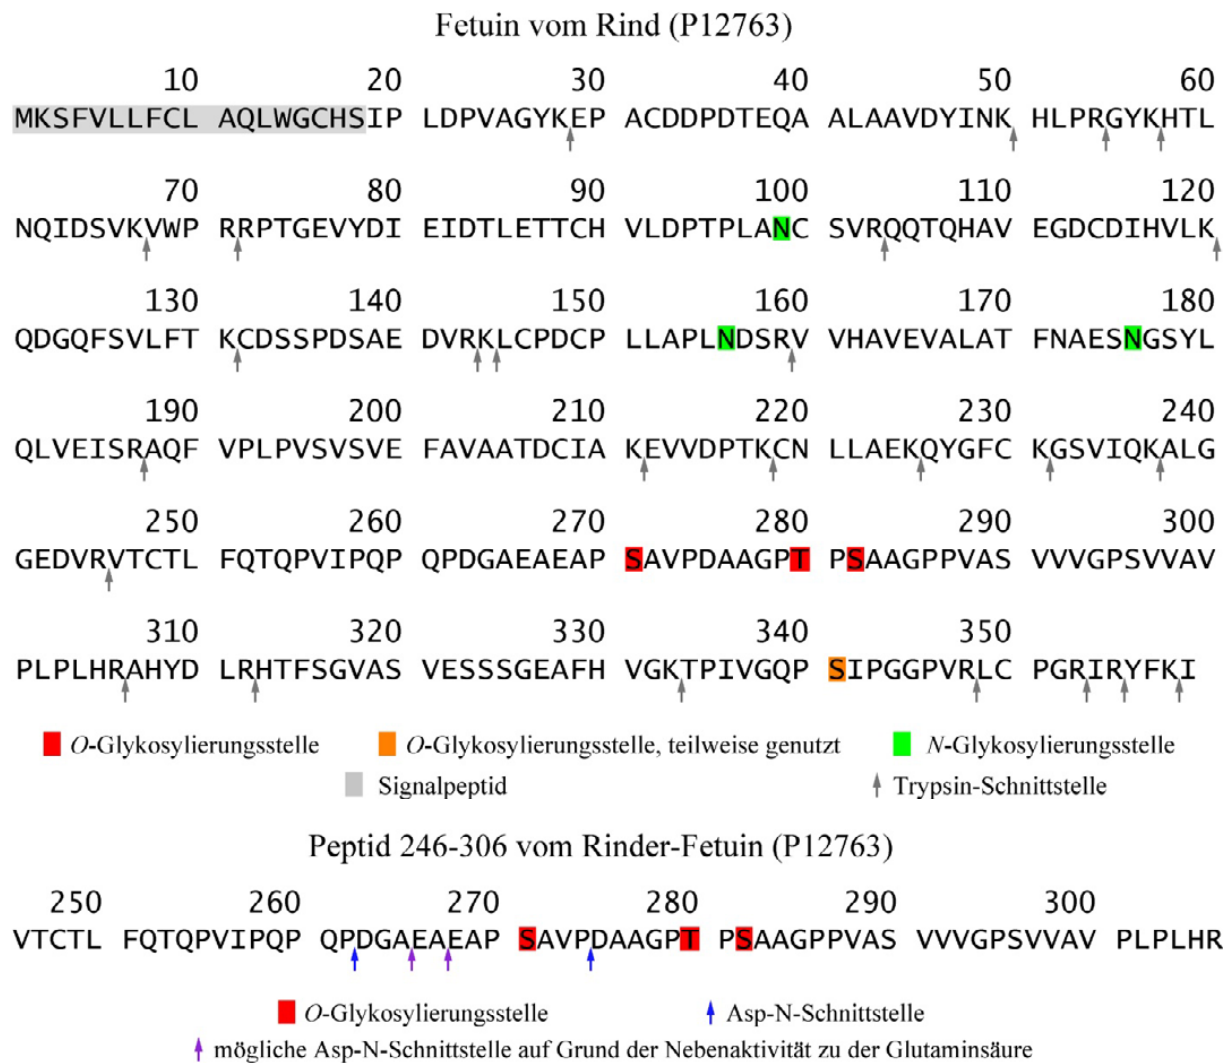 Fetuin vom Rind (P12763)
10 20 30 40 50 60
MKSFVLLFCL AQLWGCHSIP LDPVAGYKEP ACDDPDTEQA ALAAVDYINK HLPRGYKHTL
70 80 90 100 110 120
NQIDSVKVWP RRPTGEVYDI EIDTLETTCH VLDPTPLANC SVRQQTQHAV EGDCDIHVLK
130 140 150 160 170 180
QDGQFSVLFT KCDSSPDSAE DVRKLCPDCP LLAPLNDSRV VHAVEVALAT FNAESNGSYL
190 200 210 220 230 240
QLVEISRAQF VPLPVSVSVE FAVAATDCIA KEVVDPTKCN LLAEKQYGFC KGSVIQKALG
250 260 270 280 290 300
GEDVRVTCTL FQTQPVIPQP QPDGAEAEAP SAVPDAAGPT PSAAGPPVAS VVVGPSVVAV
310 320 330 340 350
PLPLHRAHYD LRHTFSGVAS VESSSGEAFH VGKTPIVGQP SIPGGPVRLC PGRIRYFKI
O-Glykosylierungsstelle O-Glykosylierungsstelle, teilweise genutzt N-Glykosylierungsstelle
Signalpeptid Trypsin-Schnittstelle
Peptid 246-306 vom Rinder-Fetuin (P12763)
250 260 270 280 290 300
VTCTL FQTQPVIPQP QPDGAEAEAP SAVPDAAGPT PSAAGPPVAS VVVGPSVVAV PLPLHR
O-Glykosylierungsstelle Asp-N-Schnittstelle
mögliche Asp-N-Schnittstelle auf Grund der Nebenaktivität zu der Glutaminsäure